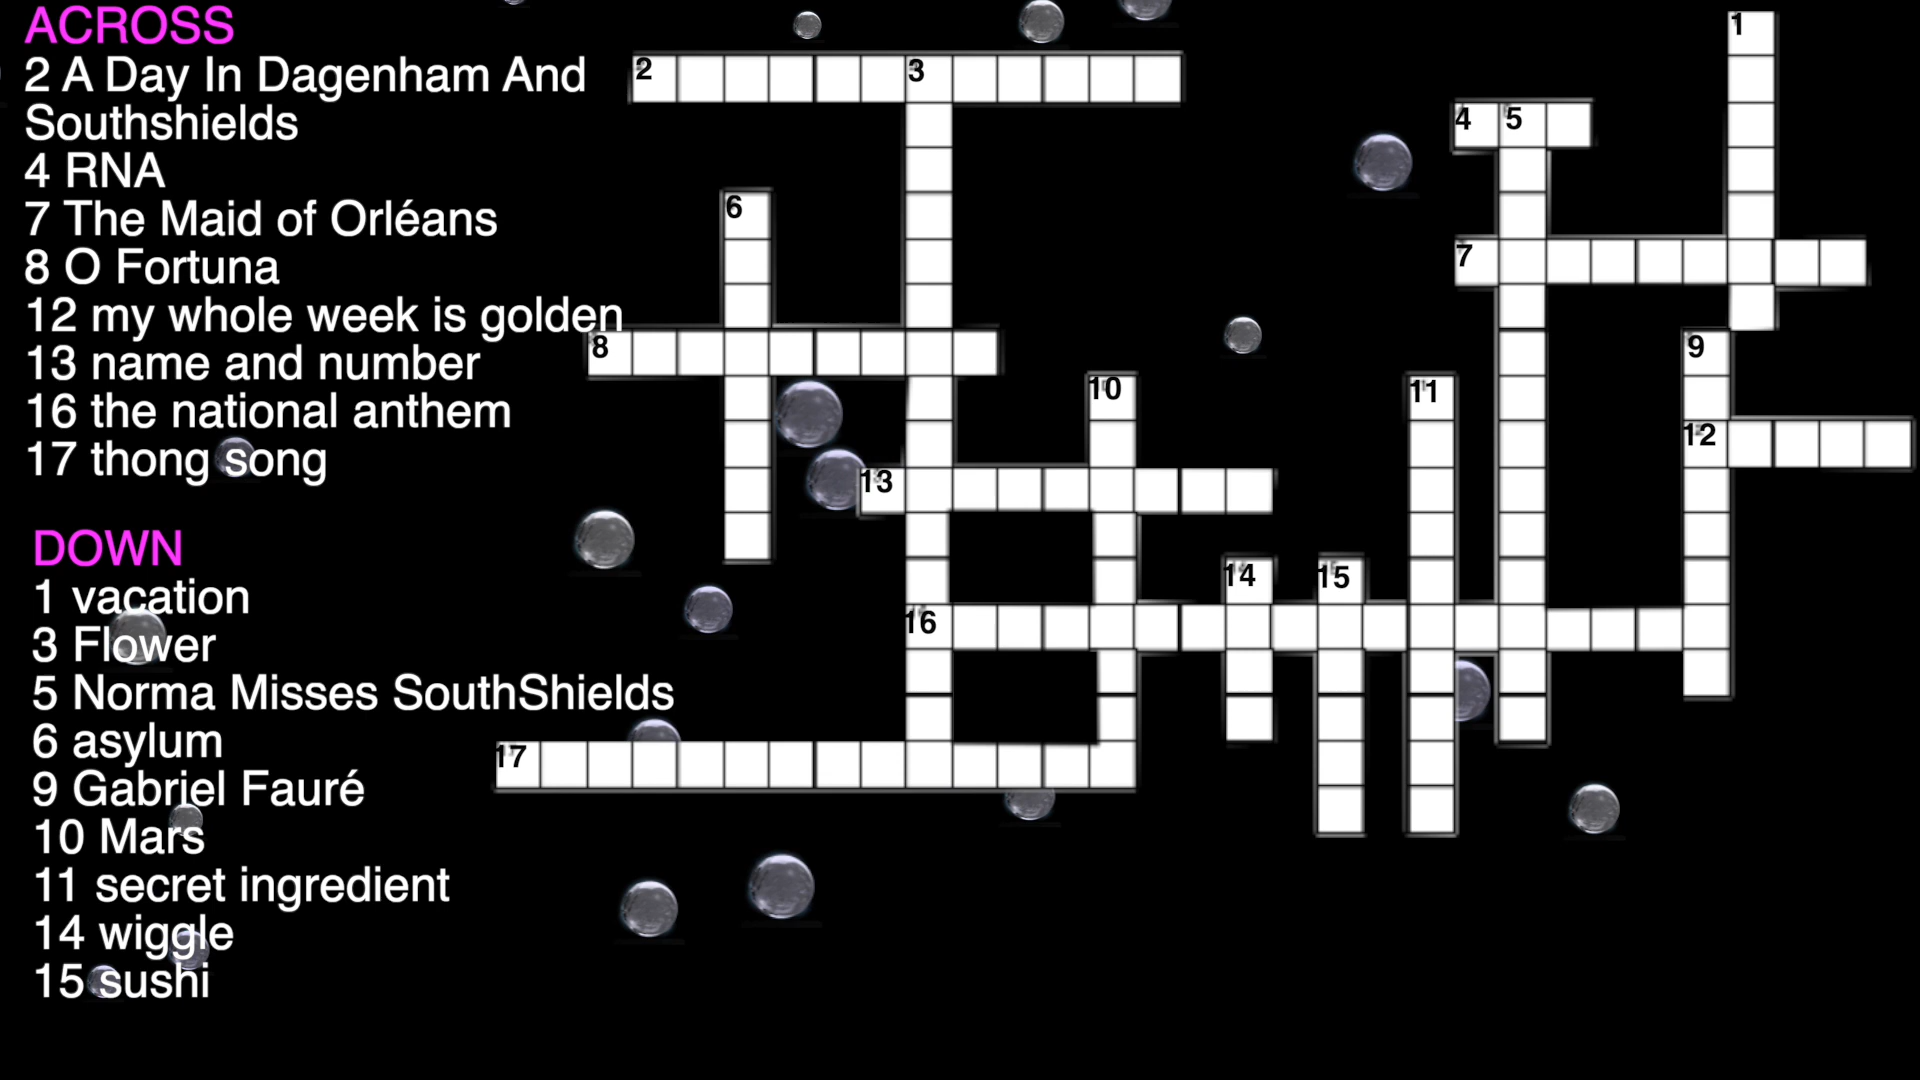 ACROSS
2 A Day In Dagenham And
Southshields
4 RNA
7 The Maid of Orléans
8 O Fortuna
12 my whole week is golden
13 name and number
16 the national anthem
17 thong song
DOWN
1 vacation
3 Flower
5 Norma Misses SouthShields
6 asylum
9 Gabriel Fauré
10 Mars
11 secret ingredient
14 wiggle
15 sushi
1
2
3
4
5
6
7
8
9
10
11
12
13
14
15
16
17